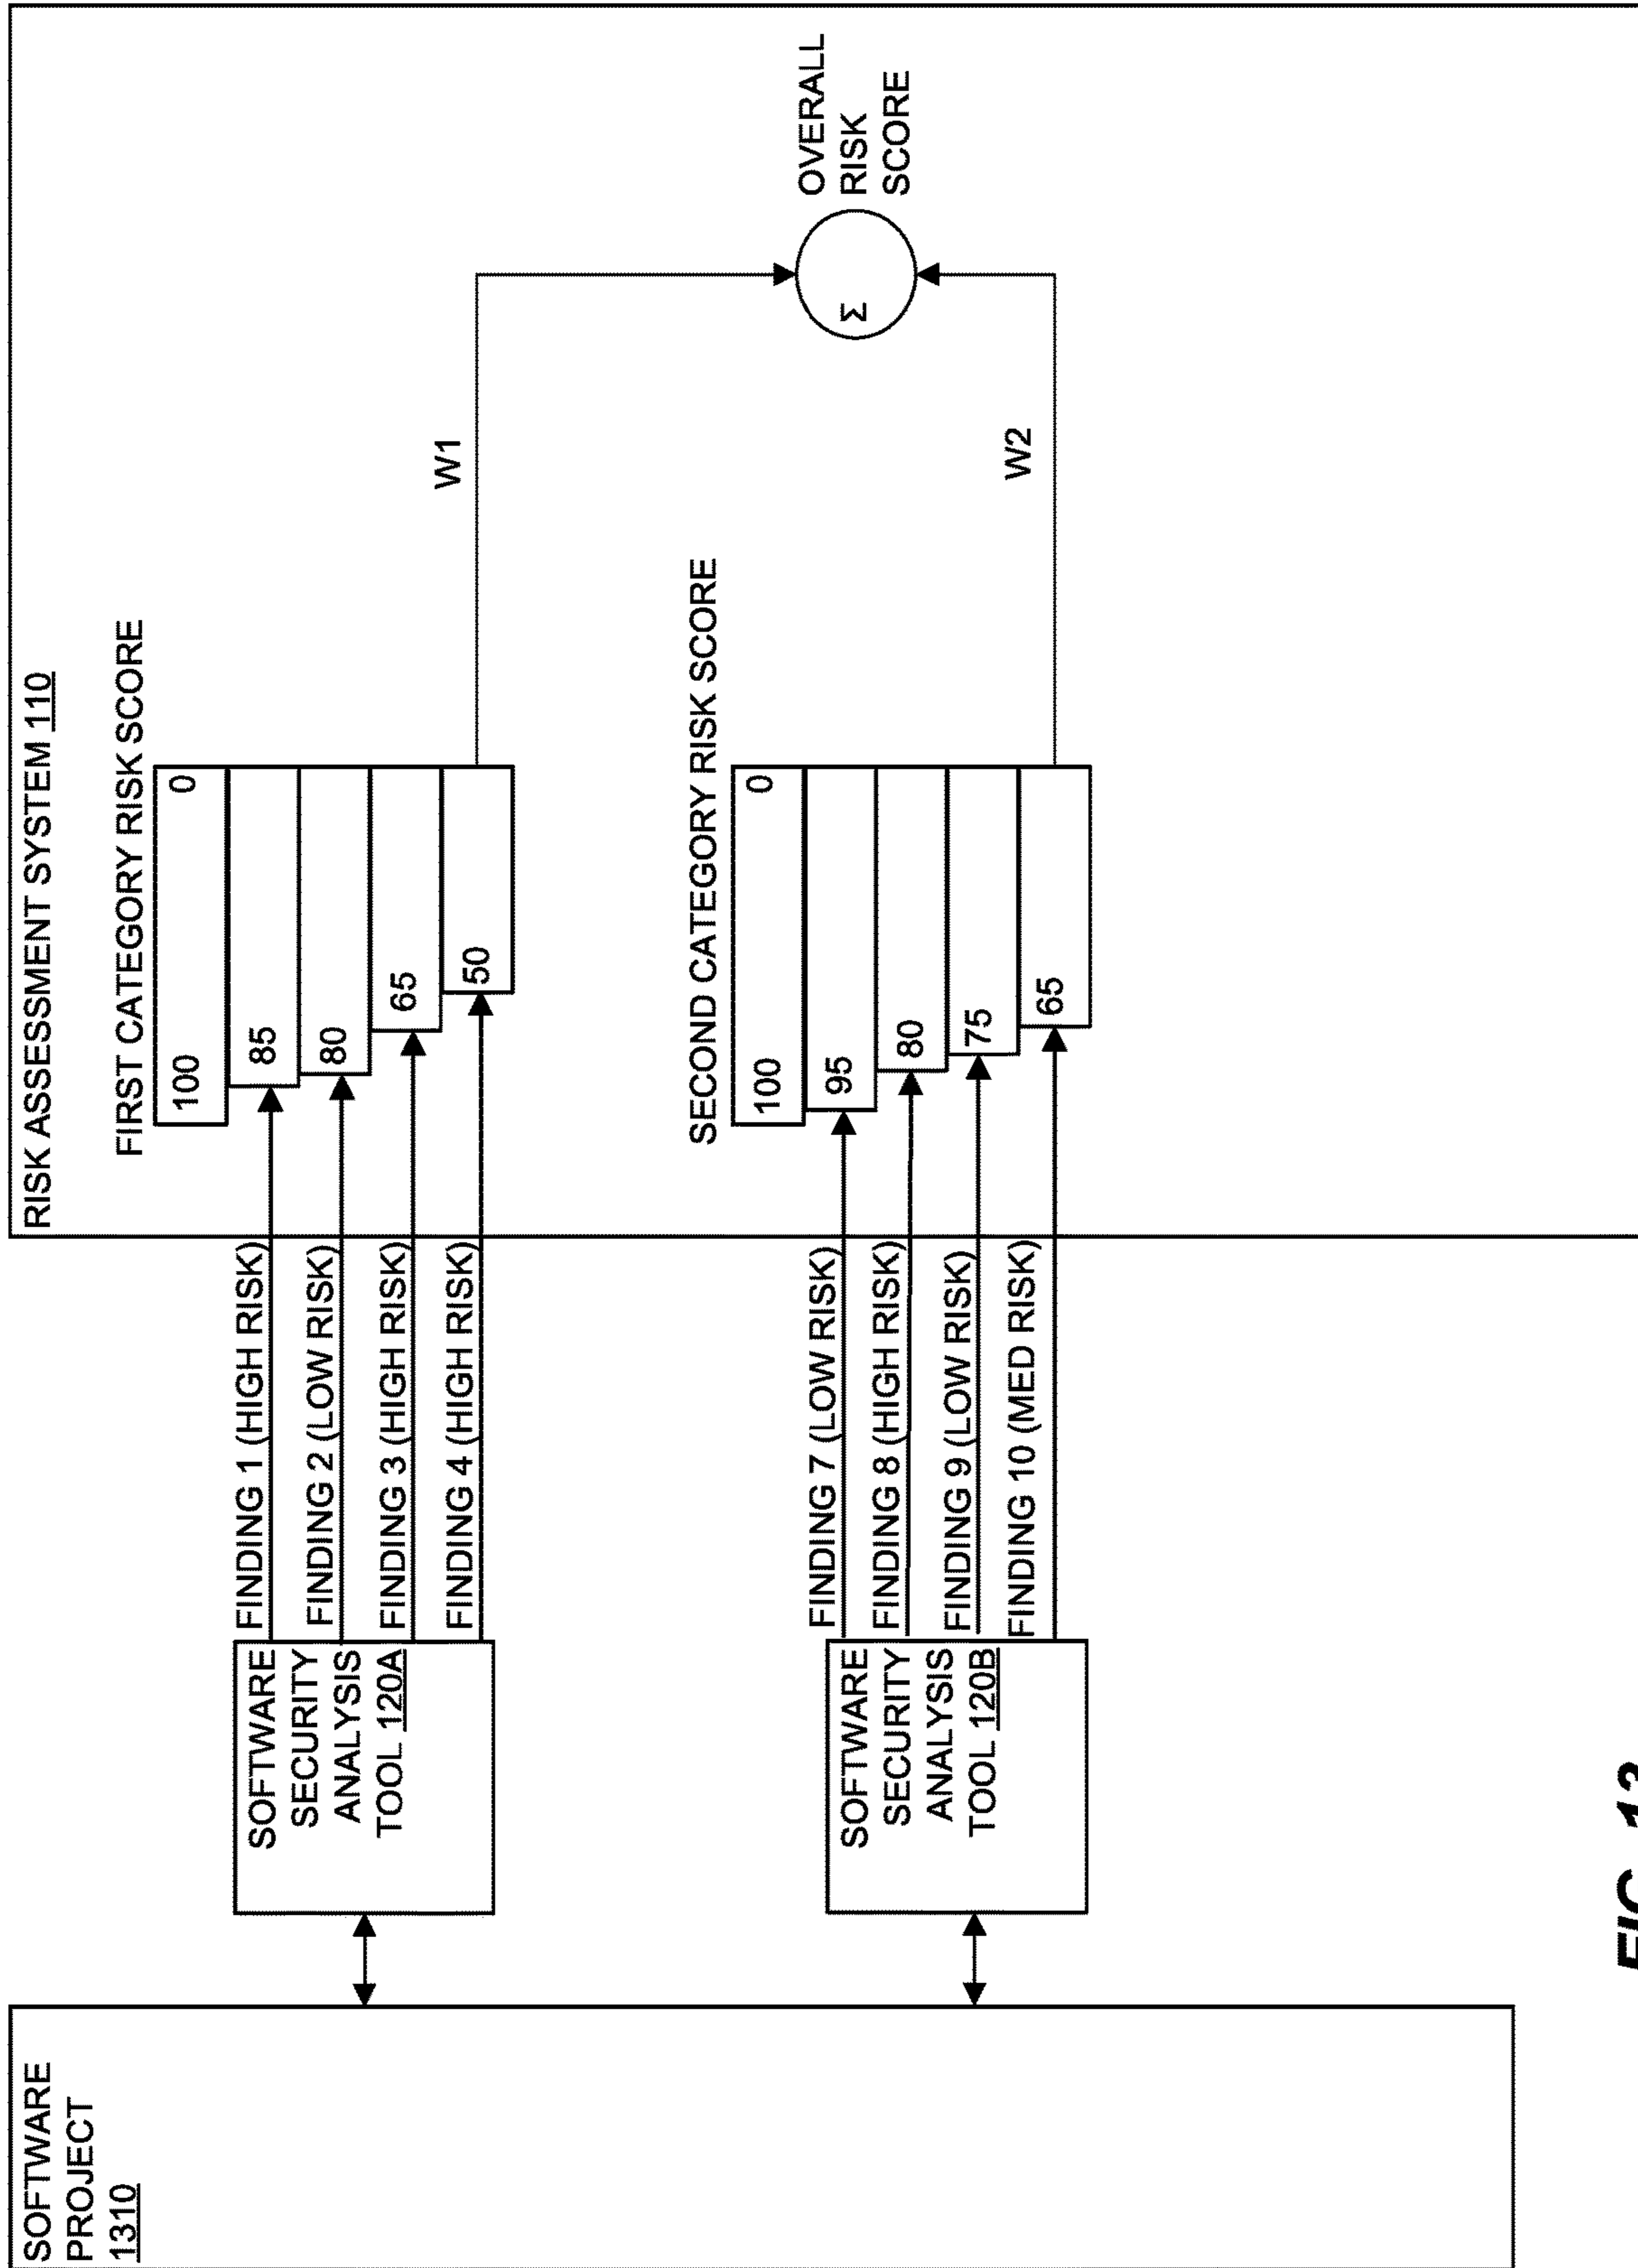 SOFTWARE
PROJECT
1310
SOFTWARE
SECURITY
ANALYSIS
TOOL 120A
FINDING 1 (HIGH RISK)
FINDING 2 (LOW RISK)
FINDING 3 (HIGH RISK)
FINDING 4 (HIGH RISK)
SOFTWARE
SECURITY
ANALYSIS
TOOL 120B
FINDING 7 (LOW RISK)
FINDING 8 (HIGH RISK)
FINDING 9 (LOW RISK)
FINDING 10 (MED RISK)
RISK ASSESSMENT SYSTEM 110
FIRST CATEGORY RISK SCORE
100 0
85
80
65
50
W1
SECOND CATEGORY RISK SCORE
100 0
95
80
75
65
W2
Σ
OVERALL
RISK
SCORE
FIG. 13